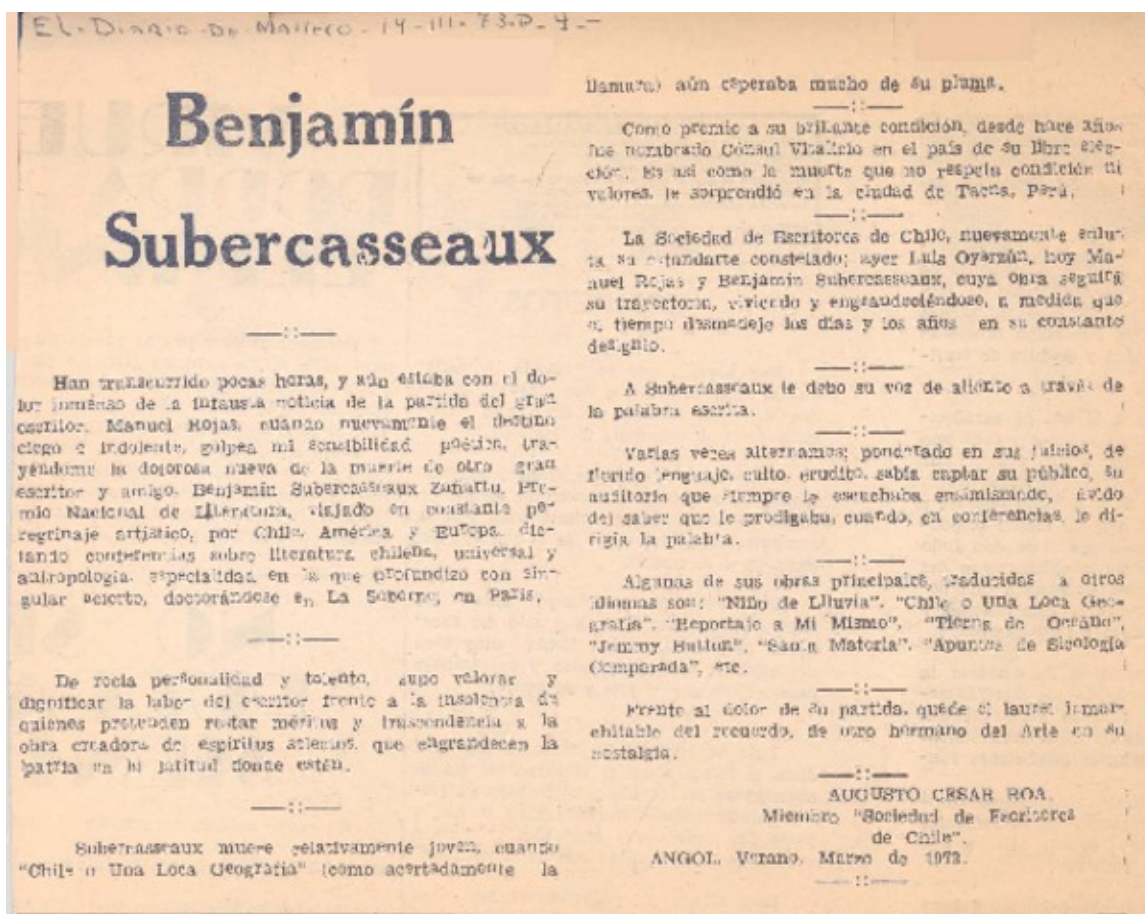 EL-DIARIO DE MALLECO - 14-III-73. P-4-
Benjamín
Subercasseaux
Han transcurrido pocas horas, y aún estaba con el do-
lor inmenso de la infausta noticia de la partida del gran
escritor, Manuel Rojas, cuando nuevamente el destino
ciego e indolente, golpea mi sensibilidad poética, tra-
yéndome la dolorosa nueva de la muerte de otro gran
escritor y amigo, Benjamín Subercasseaux Zañartu, Pre-
mio Nacional de Literatura, viajado en constante pe-
regrinaje artístico, por Chile, América y Europa, dic-
tando conferencias sobre literatura chilena, universal y
antropología, especialidad en la que profundizó con sin-
gular acierto, doctorándose en La Soborne, en París.
De recia personalidad y talento, supo valorar y
dignificar la labor del escritor frente a la insolencia de
quienes pretenden restar méritos y trascendencia a la
obra creadora de espíritus selectos, que engrandecen la
patria en la latitud donde estén.
Subercasseaux muere relativamente joven, cuando
"Chile o Una Loca Geografía" (como acertadamente la
llamara) aún esperaba mucho de su pluma.
Como premio a su brillante condición, desde hace años
fue nombrado Cónsul Vitalicio en el país de su libre elec-
ción. Es así como la muerte que no respeta condición ni
valores, le sorprendió en la ciudad de Tacna, Perú.
La Sociedad de Escritores de Chile, nuevamente enlu-
ta su estandarte constelado; ayer Luis Oyarzún, hoy Ma-
nuel Rojas y Benjamín Subercasseaux, cuya obra seguirá
su trayectoria, viviendo y engrandeciéndose, a medida que
el tiempo desmadeje los días y los años en su constante
designio.
A Subercasseaux le debo su voz de aliento a través de
la palabra escrita.
Varias veces alternamos; ponderado en sus juicios, de
florido lenguaje, culto, erudito, sabía captar su público, su
auditorio que siempre le escuchaba ensimismado, ávido
del saber que le prodigaba, cuando, en conferencias, le di-
rigía la palabra.
Algunas de sus obras principales, traducidas a otros
idiomas son: "Niño de Lluvia", "Chile o Una Loca Geo-
grafía", "Reportaje a Mi Mismo", "Tierra de Océano",
"Jemmy Button", "Santa Materia", "Apuntes de Sicología
Comparada", etc.
Frente al dolor de su partida, quede el laurel inmar-
chitable del recuerdo, de otro hermano del Arte en su
nostalgia.
AUGUSTO CESAR ROA.
Miembro "Sociedad de Escritores
de Chile".
ANGOL, Verano, Marzo de 1973.